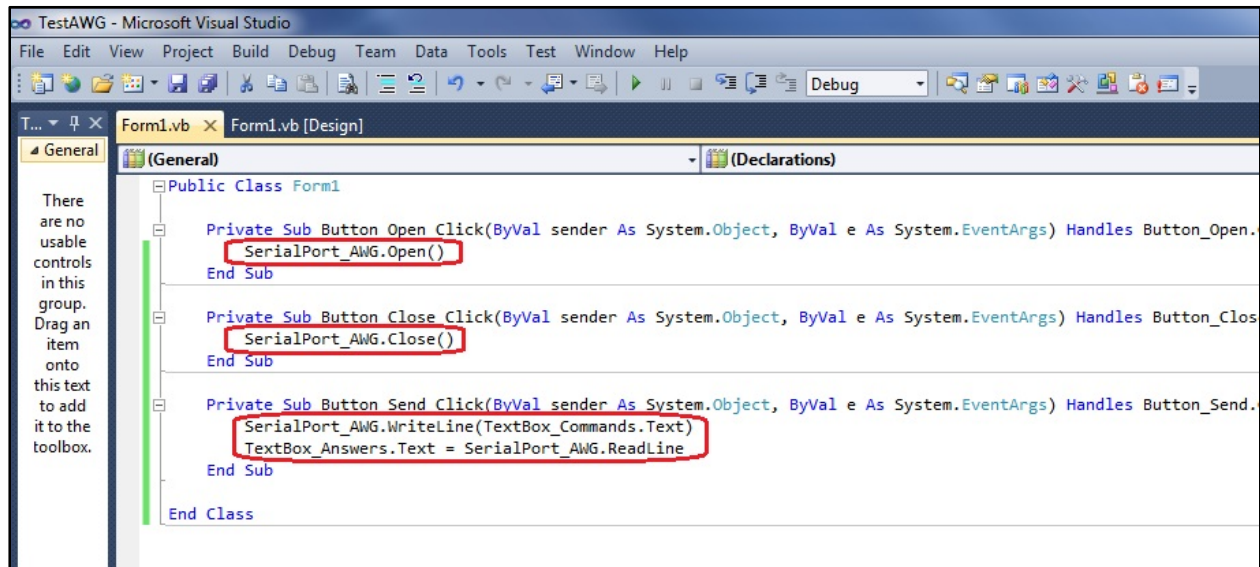 TestAWG - Microsoft Visual Studio
File Edit View Project Build Debug Team Data Tools Test Window Help
Debug
T...
Form1.vb Form1.vb [Design]
General
(General) (Declarations)
There
are no
usable
controls
in this
group.
Drag an
item
onto
this text
to add
it to the
toolbox.
Public Class Form1
Private Sub Button_Open_Click(ByVal sender As System.Object, ByVal e As System.EventArgs) Handles Button_Open.
SerialPort_AWG.Open()
End Sub
Private Sub Button_Close_Click(ByVal sender As System.Object, ByVal e As System.EventArgs) Handles Button_Clos
SerialPort_AWG.Close()
End Sub
Private Sub Button_Send_Click(ByVal sender As System.Object, ByVal e As System.EventArgs) Handles Button_Send.
SerialPort_AWG.WriteLine(TextBox_Commands.Text)
TextBox_Answers.Text = SerialPort_AWG.ReadLine
End Sub
End Class